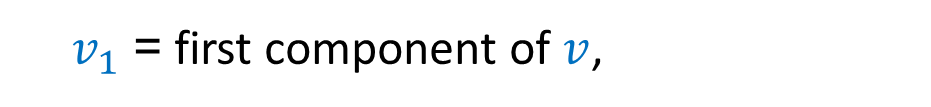 v₁ = first component of v,